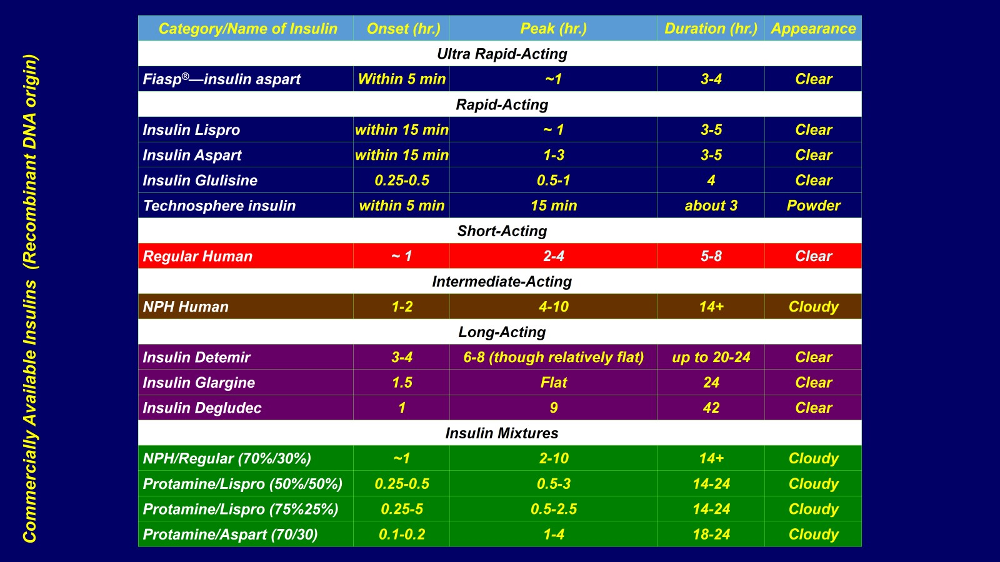 Commercially Available Insulins (Recombinant DNA origin)
Category/Name of Insulin Onset (hr.) Peak (hr.) Duration (hr.) Appearance
Ultra Rapid-Acting
Fiasp®—insulin aspart Within 5 min ~1 3-4 Clear
Rapid-Acting
Insulin Lispro within 15 min ~ 1 3-5 Clear
Insulin Aspart within 15 min 1-3 3-5 Clear
Insulin Glulisine 0.25-0.5 0.5-1 4 Clear
Technosphere insulin within 5 min 15 min about 3 Powder
Short-Acting
Regular Human ~ 1 2-4 5-8 Clear
Intermediate-Acting
NPH Human 1-2 4-10 14+ Cloudy
Long-Acting
Insulin Detemir 3-4 6-8 (though relatively flat) up to 20-24 Clear
Insulin Glargine 1.5 Flat 24 Clear
Insulin Degludec 1 9 42 Clear
Insulin Mixtures
NPH/Regular (70%/30%) ~1 2-10 14+ Cloudy
Protamine/Lispro (50%/50%) 0.25-0.5 0.5-3 14-24 Cloudy
Protamine/Lispro (75%25%) 0.25-5 0.5-2.5 14-24 Cloudy
Protamine/Aspart (70/30) 0.1-0.2 1-4 18-24 Cloudy